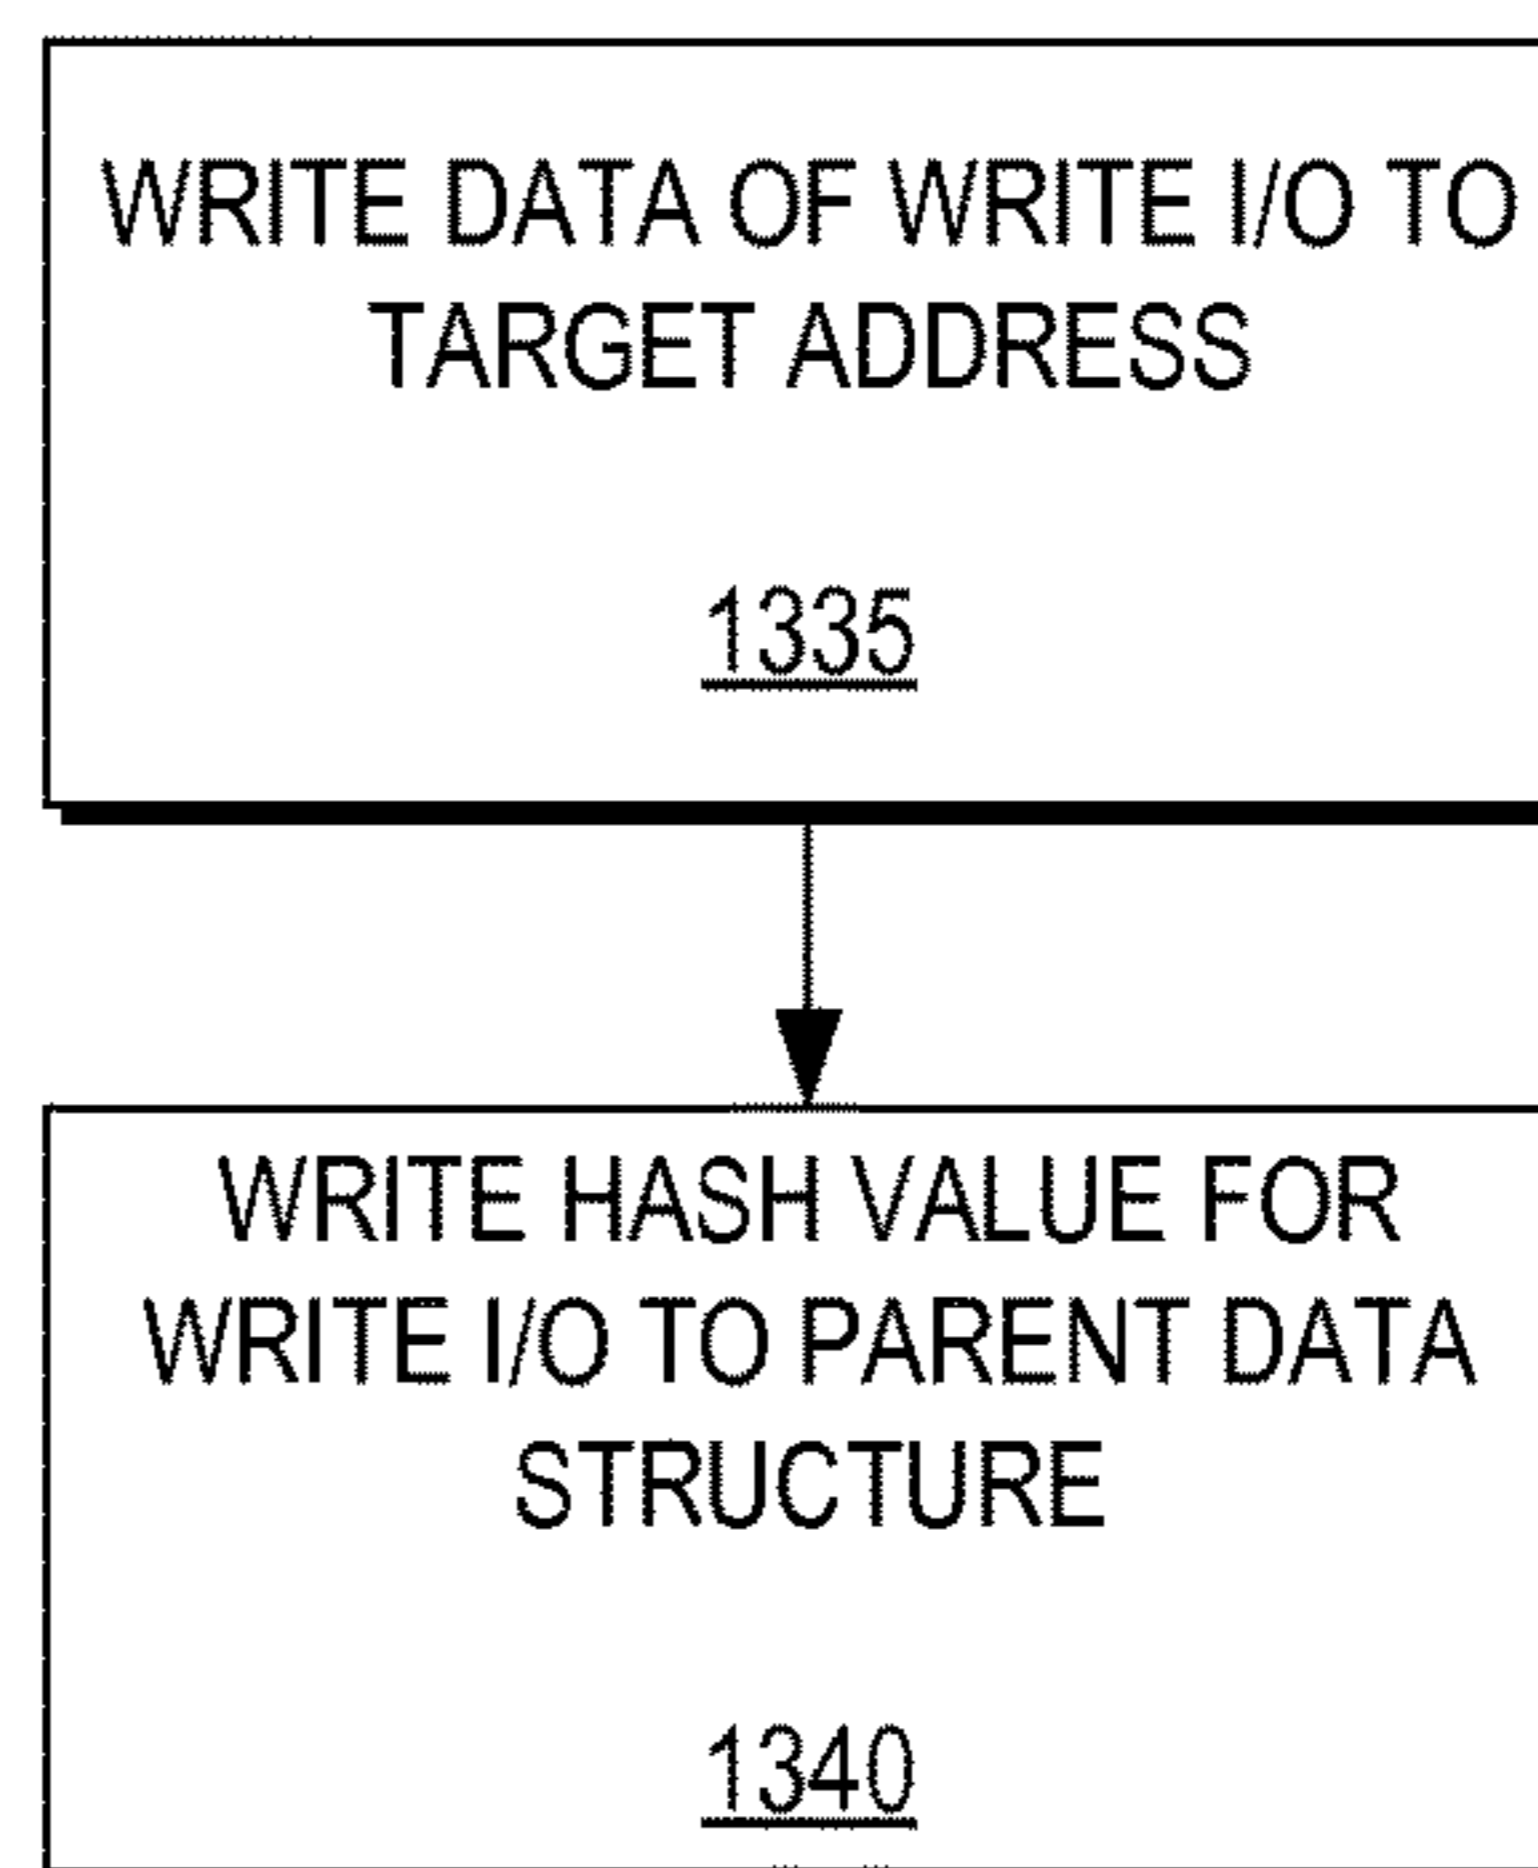 WRITE DATA OF WRITE I/O TO
TARGET ADDRESS
1335
WRITE HASH VALUE FOR
WRITE I/O TO PARENT DATA
STRUCTURE
1340